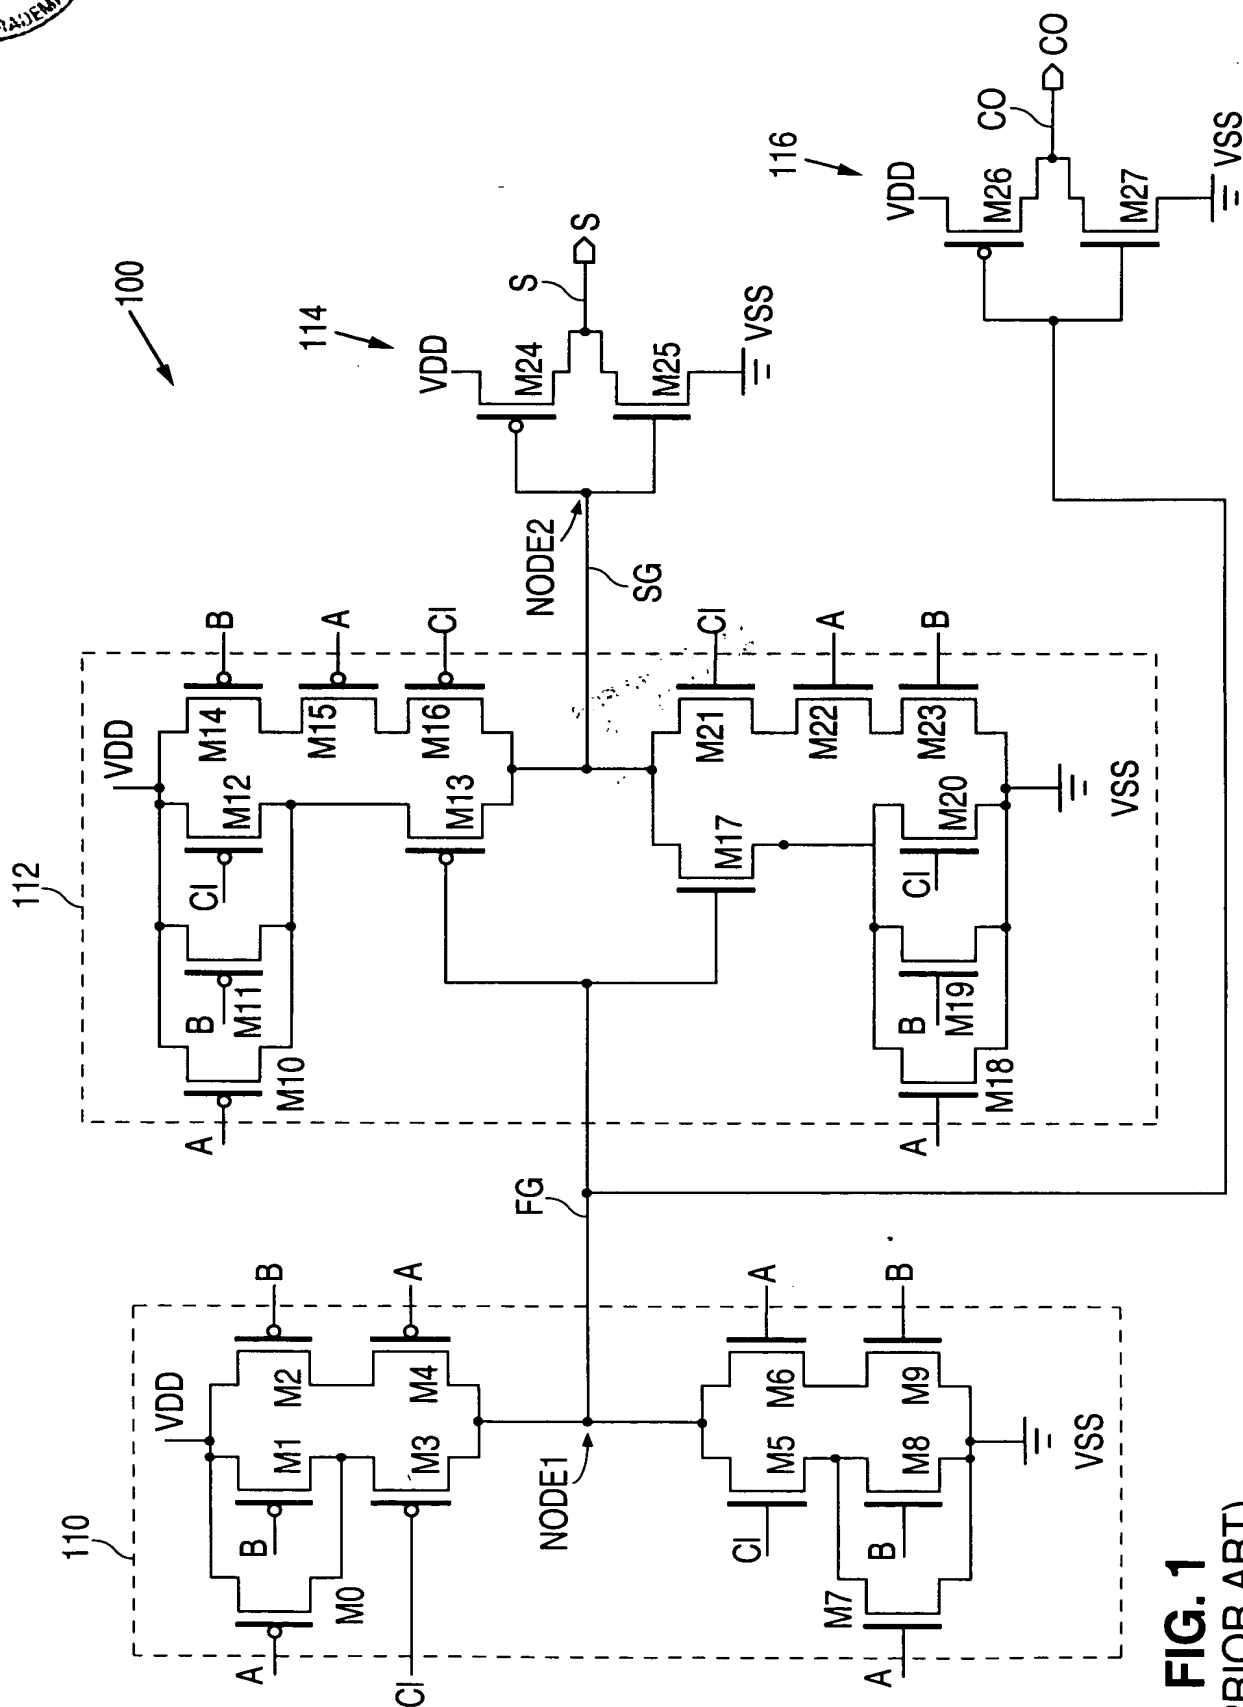 100
110
VDD
A
M0
B
M1
M2
B
CI
M3
M4
A
NODE1
FG
CI
M5
M6
A
A
M7
B
M8
M9
B
VSS
112
VDD
A
M10
B
M11
CI
M12
M14
B
M15
A
M13
M16
CI
NODE2
SG
M17
M21
CI
M22
A
A
M18
B
M19
CI
M20
M23
B
VSS
114
VDD
M24
S
S
M25
VSS
116
VDD
M26
CO
CO
M27
VSS
FIG. 1